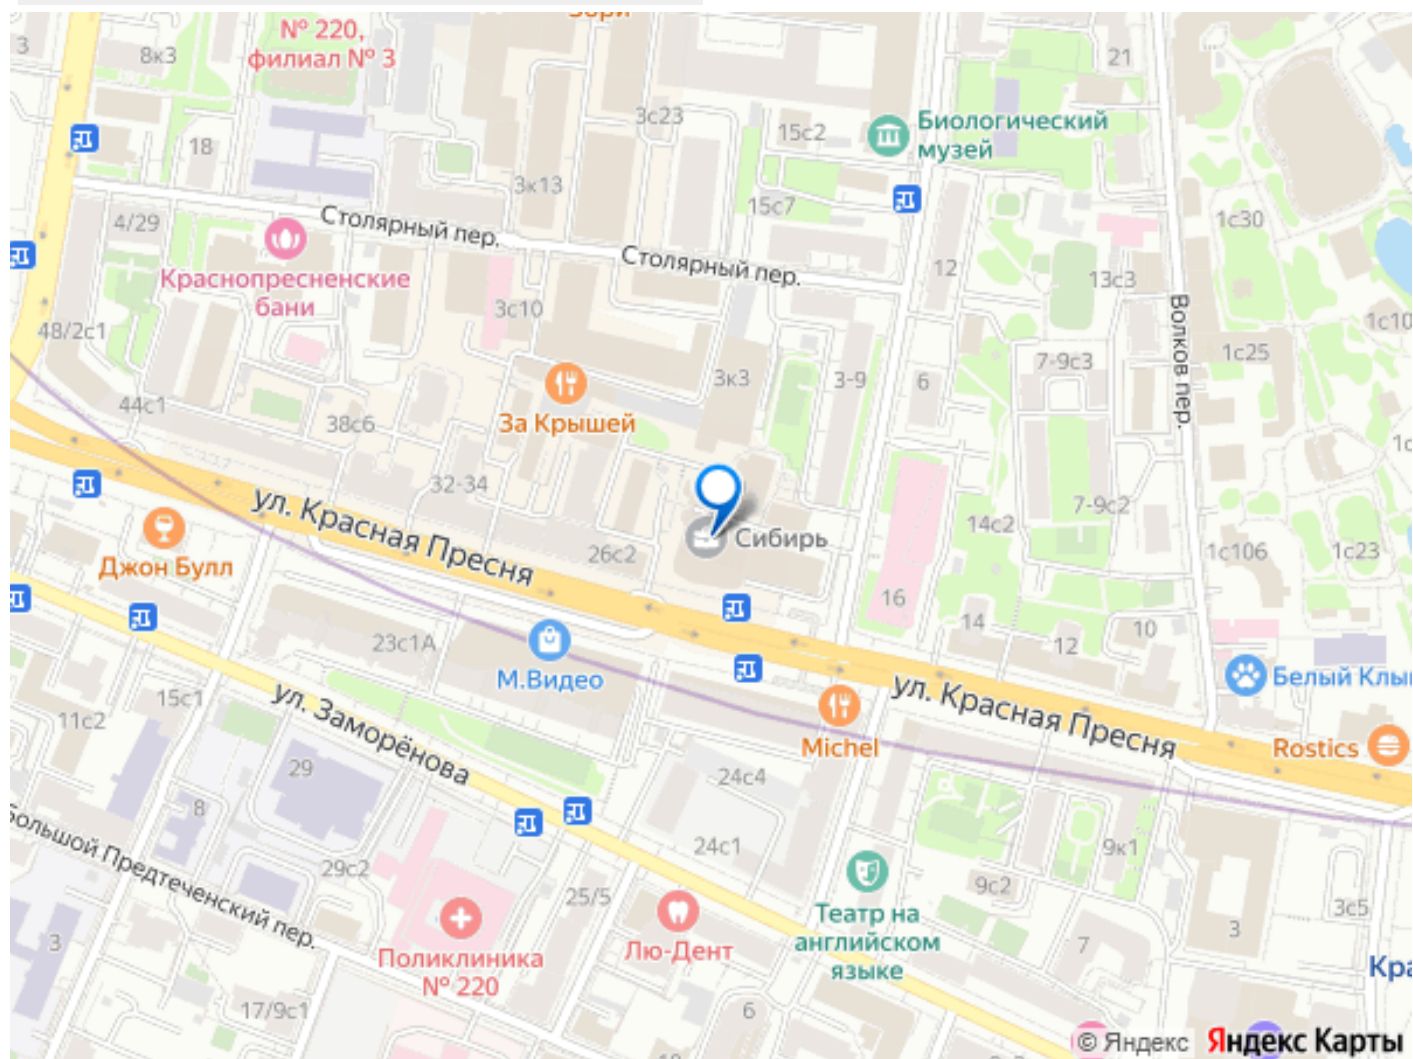 № 220,
филиал № 3
3
8к3
21
3с23
15с2
Биологический
музей
18
3к13
15с7
1с30
4/29
Столярный пер.
Столярный пер.
Краснопресненские
бани
12
13с3
3с10
Волков пер.
48/2с1
1с10
1с25
3к3
3-9
6
7-9с3
44с1
38с6
За Крышей
32-34
7-9с2
ул. Красная Пресня
14с2
Сибирь
26с2
1с106
1с23
Джон Булл
16
14
12
10
23с1А
М.Видео
ул. Красная Пресня
Белый Клы
15с1
11с2
ул. Заморёнова
Michel
Rostics
29
24с4
8
Большой Предтеченский пер.
29с2
24с1
9к1
25/5
9с2
3с5
Театр на
английском
языке
3
3
Лю-Дент
7
Поликлиника
№ 220
Кра
17/9с1
6
© Яндекс Яндекс Карты